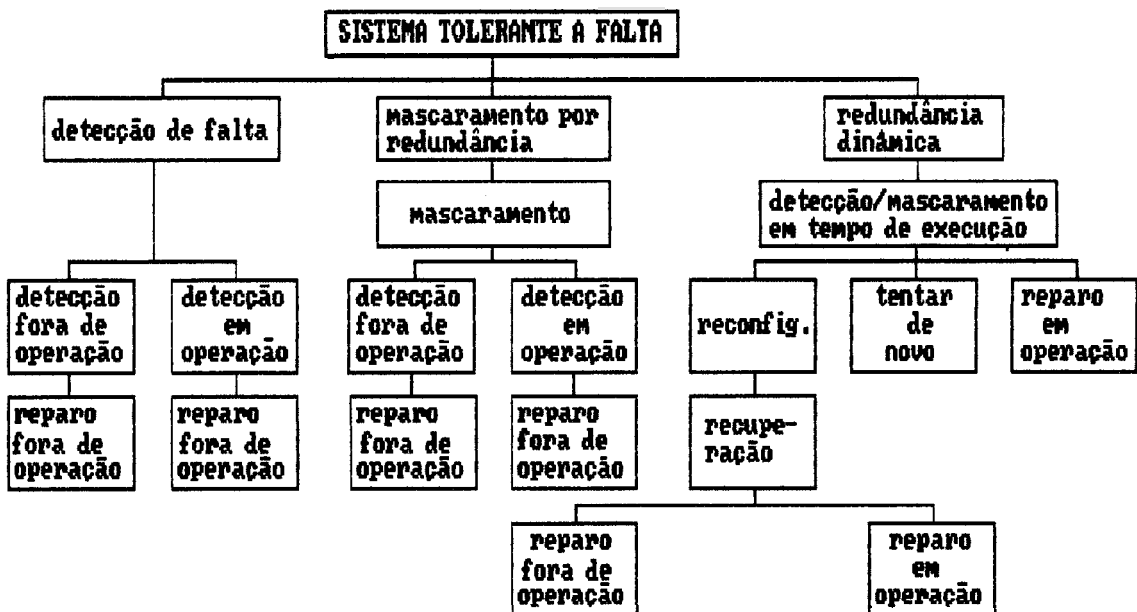 SISTEMA TOLERANTE A FALTA
detecção de falta
mascaramento por
redundância
redundância
dinâmica
mascaramento
detecção/mascaramento
em tempo de execução
detecção
fora de
operação
detecção
em
operação
detecção
fora de
operação
detecção
em
operação
reconfig.
tentar
de
novo
reparo
em
operação
reparo
fora de
operação
reparo
fora de
operação
reparo
fora de
operação
reparo
fora de
operação
recupe-
ração
reparo
fora de
operação
reparo
em
operação